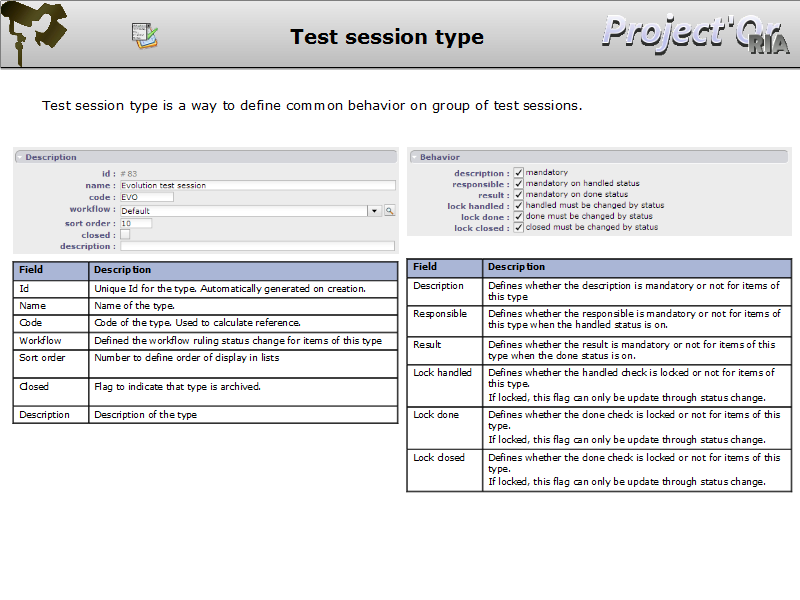 Test session type
Project'Or
RIA
Test session type is a way to define common behavior on group of test sessions.
Description
id : # 83
name : Evolution test session
code : EVO
workflow : Default
sort order : 10
closed :
description :
Field Description
Id Unique Id for the type. Automatically generated on creation.
Name Name of the type.
Code Code of the type. Used to calculate reference.
Workflow Defined the workflow ruling status change for items of this type
Sort order Number to define order of display in lists
Closed Flag to indicate that type is archived.
Description Description of the type
Behavior
description : mandatory
responsible : mandatory on handled status
result : mandatory on done status
lock handled : handled must be changed by status
lock done : done must be changed by status
lock closed : closed must be changed by status
Field Description
Description Defines whether the description is mandatory or not for items of
this type
Responsible Defines whether the responsible is mandatory or not for items of
this type when the handled status is on.
Result Defines whether the result is mandatory or not for items of this
type when the done status is on.
Lock handled Defines whether the handled check is locked or not for items of
this type.
If locked, this flag can only be update through status change.
Lock done Defines whether the done check is locked or not for items of this
type.
If locked, this flag can only be update through status change.
Lock closed Defines whether the done check is locked or not for items of this
type.
If locked, this flag can only be update through status change.